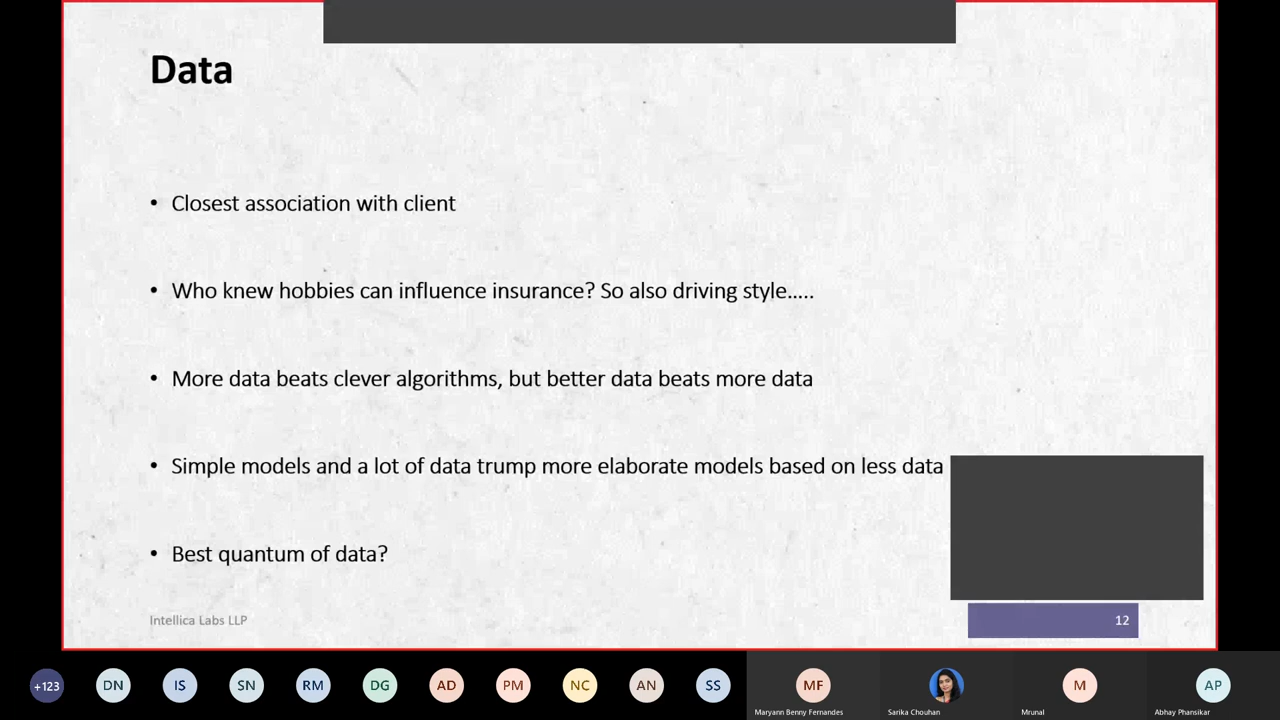 Data
• Closest association with client
• Who knew hobbies can influence insurance? So also driving style.....
• More data beats clever algorithms, but better data beats more data
• Simple models and a lot of data trump more elaborate models based on less data
• Best quantum of data?
Intellica Labs LLP
12
+123
DN
IS
SN
RM
DG
AD
PM
NC
AN
SS
MF
M
AP
Maryann Benny Fernandes
Sarika Chouhan
Mrunal
Abhay Phansikar